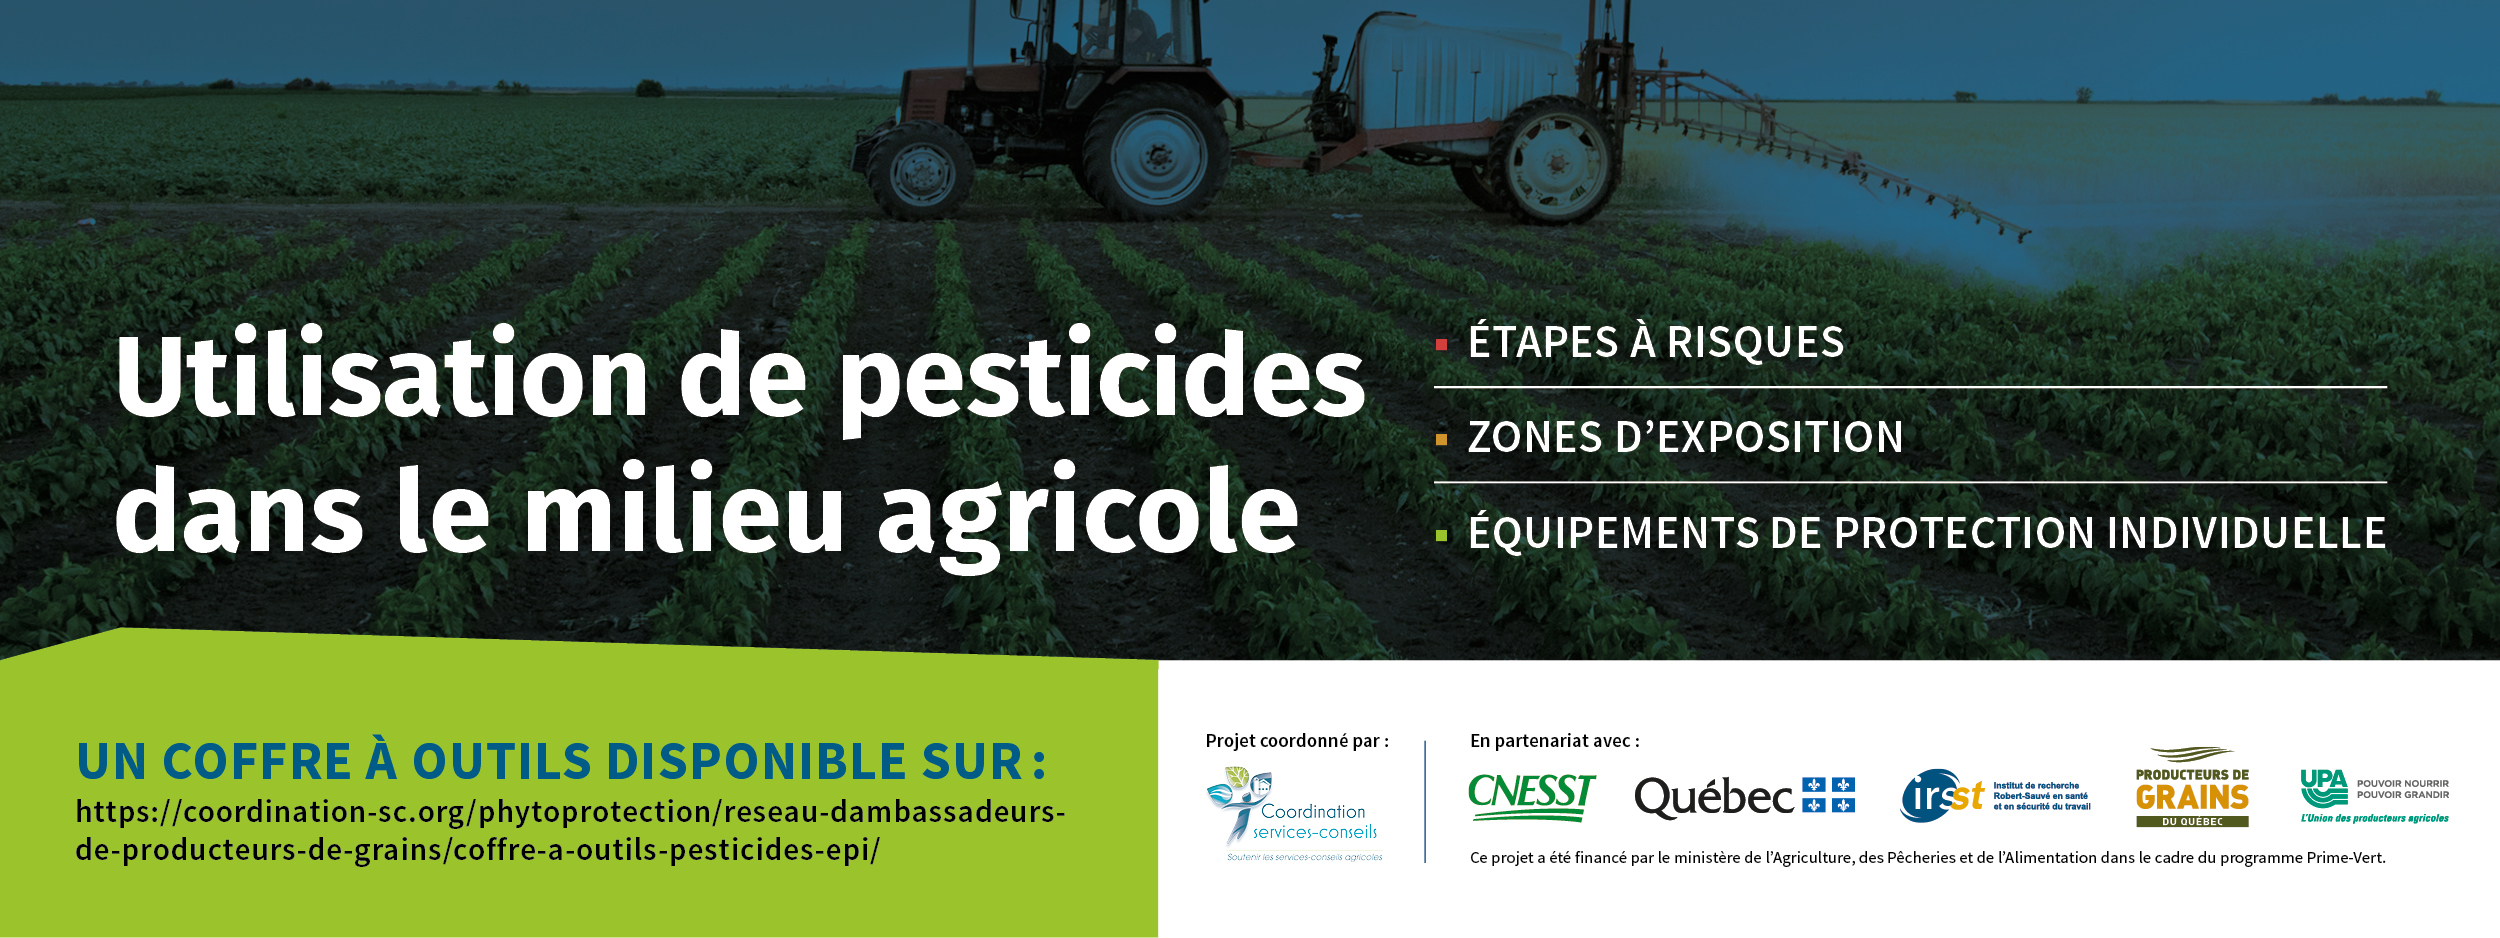 Utilisation de pesticides
dans le milieu agricole
ÉTAPES À RISQUES
ZONES D’EXPOSITION
ÉQUIPEMENTS DE PROTECTION INDIVIDUELLE
UN COFFRE À OUTILS DISPONIBLE SUR :
https://coordination-sc.org/phytoprotection/reseau-dambassadeurs-
de-producteurs-de-grains/coffre-a-outils-pesticides-epi/
Projet coordonné par :
Coordination
services-conseils
Soutenir les services-conseils agricoles
En partenariat avec :
CNESST
Québec
irsst
Institut de recherche
Robert-Sauvé en santé
et en sécurité du travail
PRODUCTEURS DE
GRAINS
DU QUÉBEC
UPA
POUVOIR NOURRIR
POUVOIR GRANDIR
L’Union des producteurs agricoles
Ce projet a été financé par le ministère de l’Agriculture, des Pêcheries et de l’Alimentation dans le cadre du programme Prime-Vert.